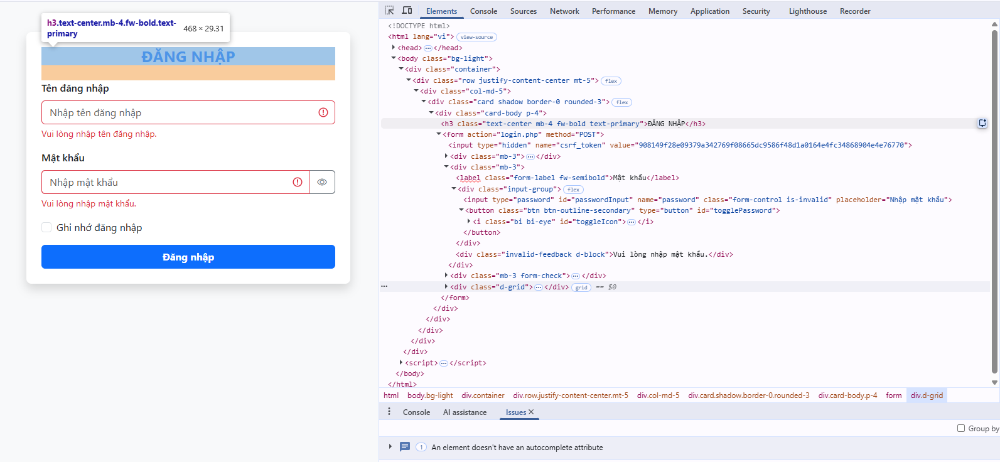 h3.text-center.mb-4.fw-bold.text-primary 468 × 29.31
ĐĂNG NHẬP
Tên đăng nhập
Nhập tên đăng nhập
Vui lòng nhập tên đăng nhập.
Mật khẩu
Nhập mật khẩu
Vui lòng nhập mật khẩu.
Ghi nhớ đăng nhập
Đăng nhập
Elements Console Sources Network Performance Memory Application Security Lighthouse Recorder
<!DOCTYPE html>
<html lang="vi"> view-source
<head> ⋯ </head>
<body class="bg-light">
<div class="container">
<div class="row justify-content-center mt-5"> flex
<div class="col-md-5">
<div class="card shadow border-0 rounded-3"> flex
<div class="card-body p-4">
<h3 class="text-center mb-4 fw-bold text-primary">ĐĂNG NHẬP</h3>
<form action="login.php" method="POST">
<input type="hidden" name="csrf_token" value="908149f28e09379a342769f08665dc9586f48d1a0164e4fc34868904e4e76770">
<div class="mb-3"> ⋯ </div>
<div class="mb-3">
<label class="form-label fw-semibold">Mật khẩu</label>
<div class="input-group"> flex
<input type="password" id="passwordInput" name="password" class="form-control is-invalid" placeholder="Nhập mật khẩu">
<button class="btn btn-outline-secondary" type="button" id="togglePassword">
<i class="bi bi-eye" id="toggleIcon"> ⋯ </i>
</button>
</div>
<div class="invalid-feedback d-block">Vui lòng nhập mật khẩu.</div>
</div>
<div class="mb-3 form-check"> ⋯ </div>
<div class="d-grid"> ⋯ </div> grid == $0
</form>
</div>
</div>
</div>
</div>
</div>
<script> ⋯ </script>
</body>
</html>
html body.bg-light div.container div.row.justify-content-center.mt-5 div.col-md-5 div.card.shadow.border-0.rounded-3 div.card-body.p-4 form div.d-grid
Console AI assistance Issues
Group by
1 An element doesn't have an autocomplete attribute